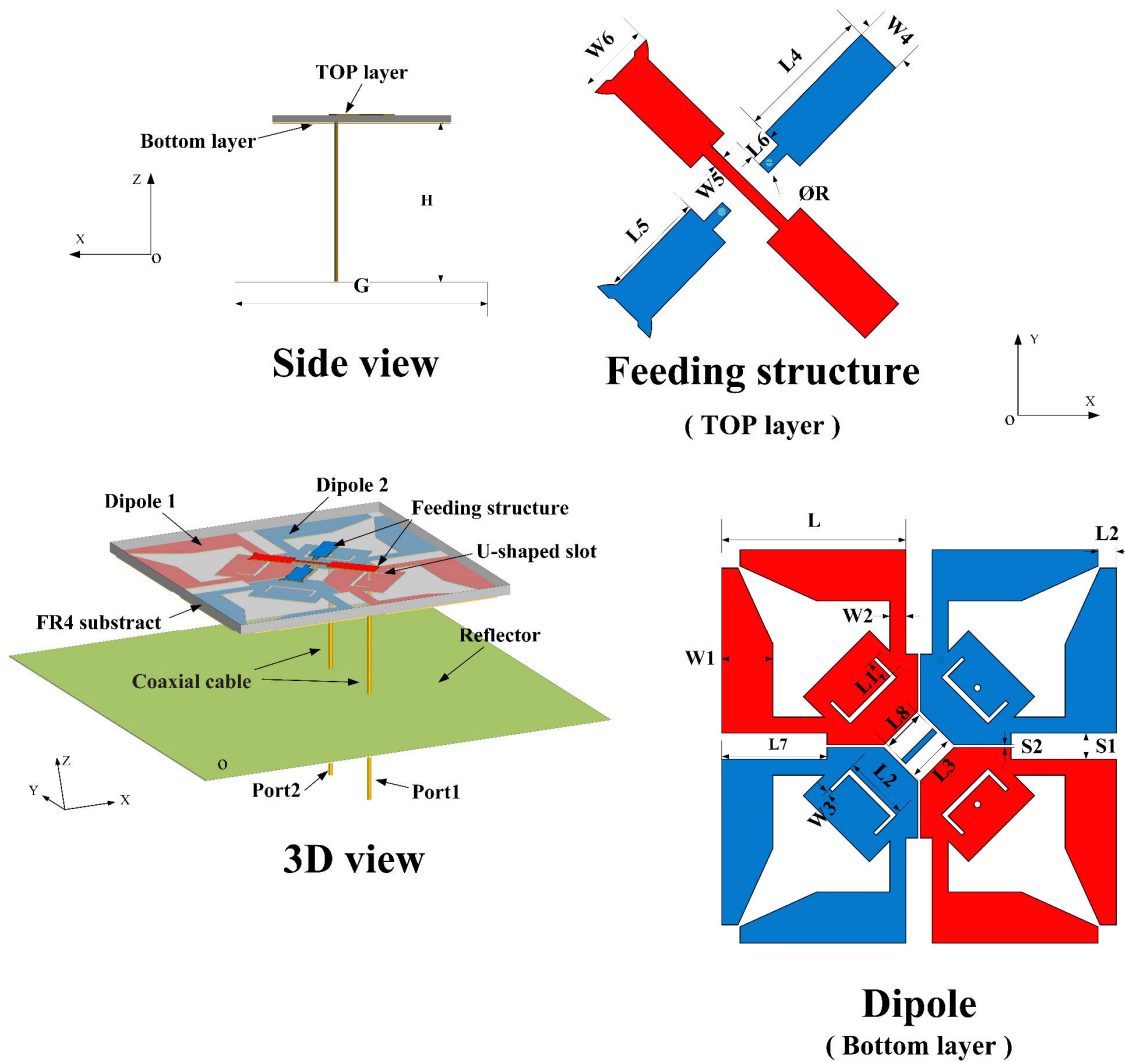 TOP layer
Bottom layer
Z
X
O
H
G
Side view
W6
L4
W4
L6
W5
ØR
L5
Feeding structure
( TOP layer )
Y
X
O
Dipole 1
Dipole 2
Feeding structure
U-shaped slot
FR4 substract
Reflector
Coaxial cable
O
Port2
Port1
Z
Y
X
3D view
L
L2
W2
W1
L1
L8
L7
S2
S1
L3
L2
W3
Dipole
( Bottom layer )